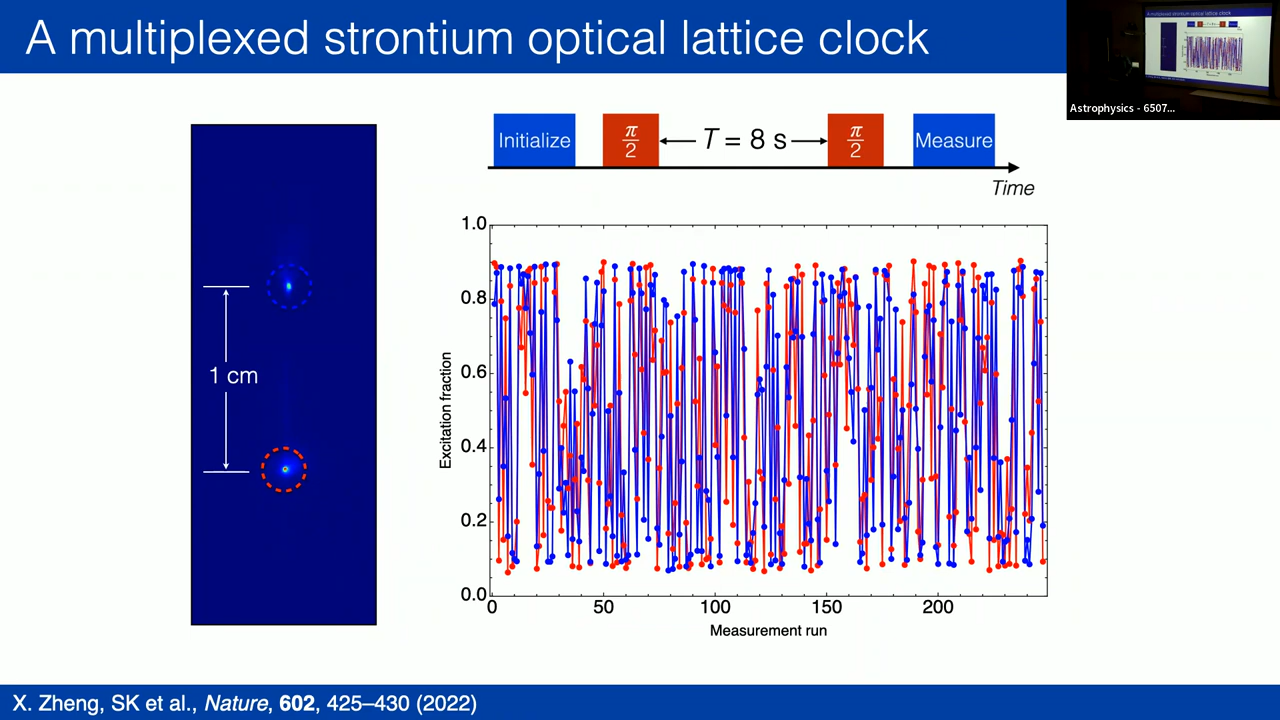 A multiplexed strontium optical lattice clock
Astrophysics - 6507...
Initialize
π/2
T = 8 s
π/2
Measure
Time
1 cm
Excitation fraction
1.0
0.8
0.6
0.4
0.2
0.0
0
50
100
150
200
Measurement run
X. Zheng, SK et al., Nature, 602, 425–430 (2022)